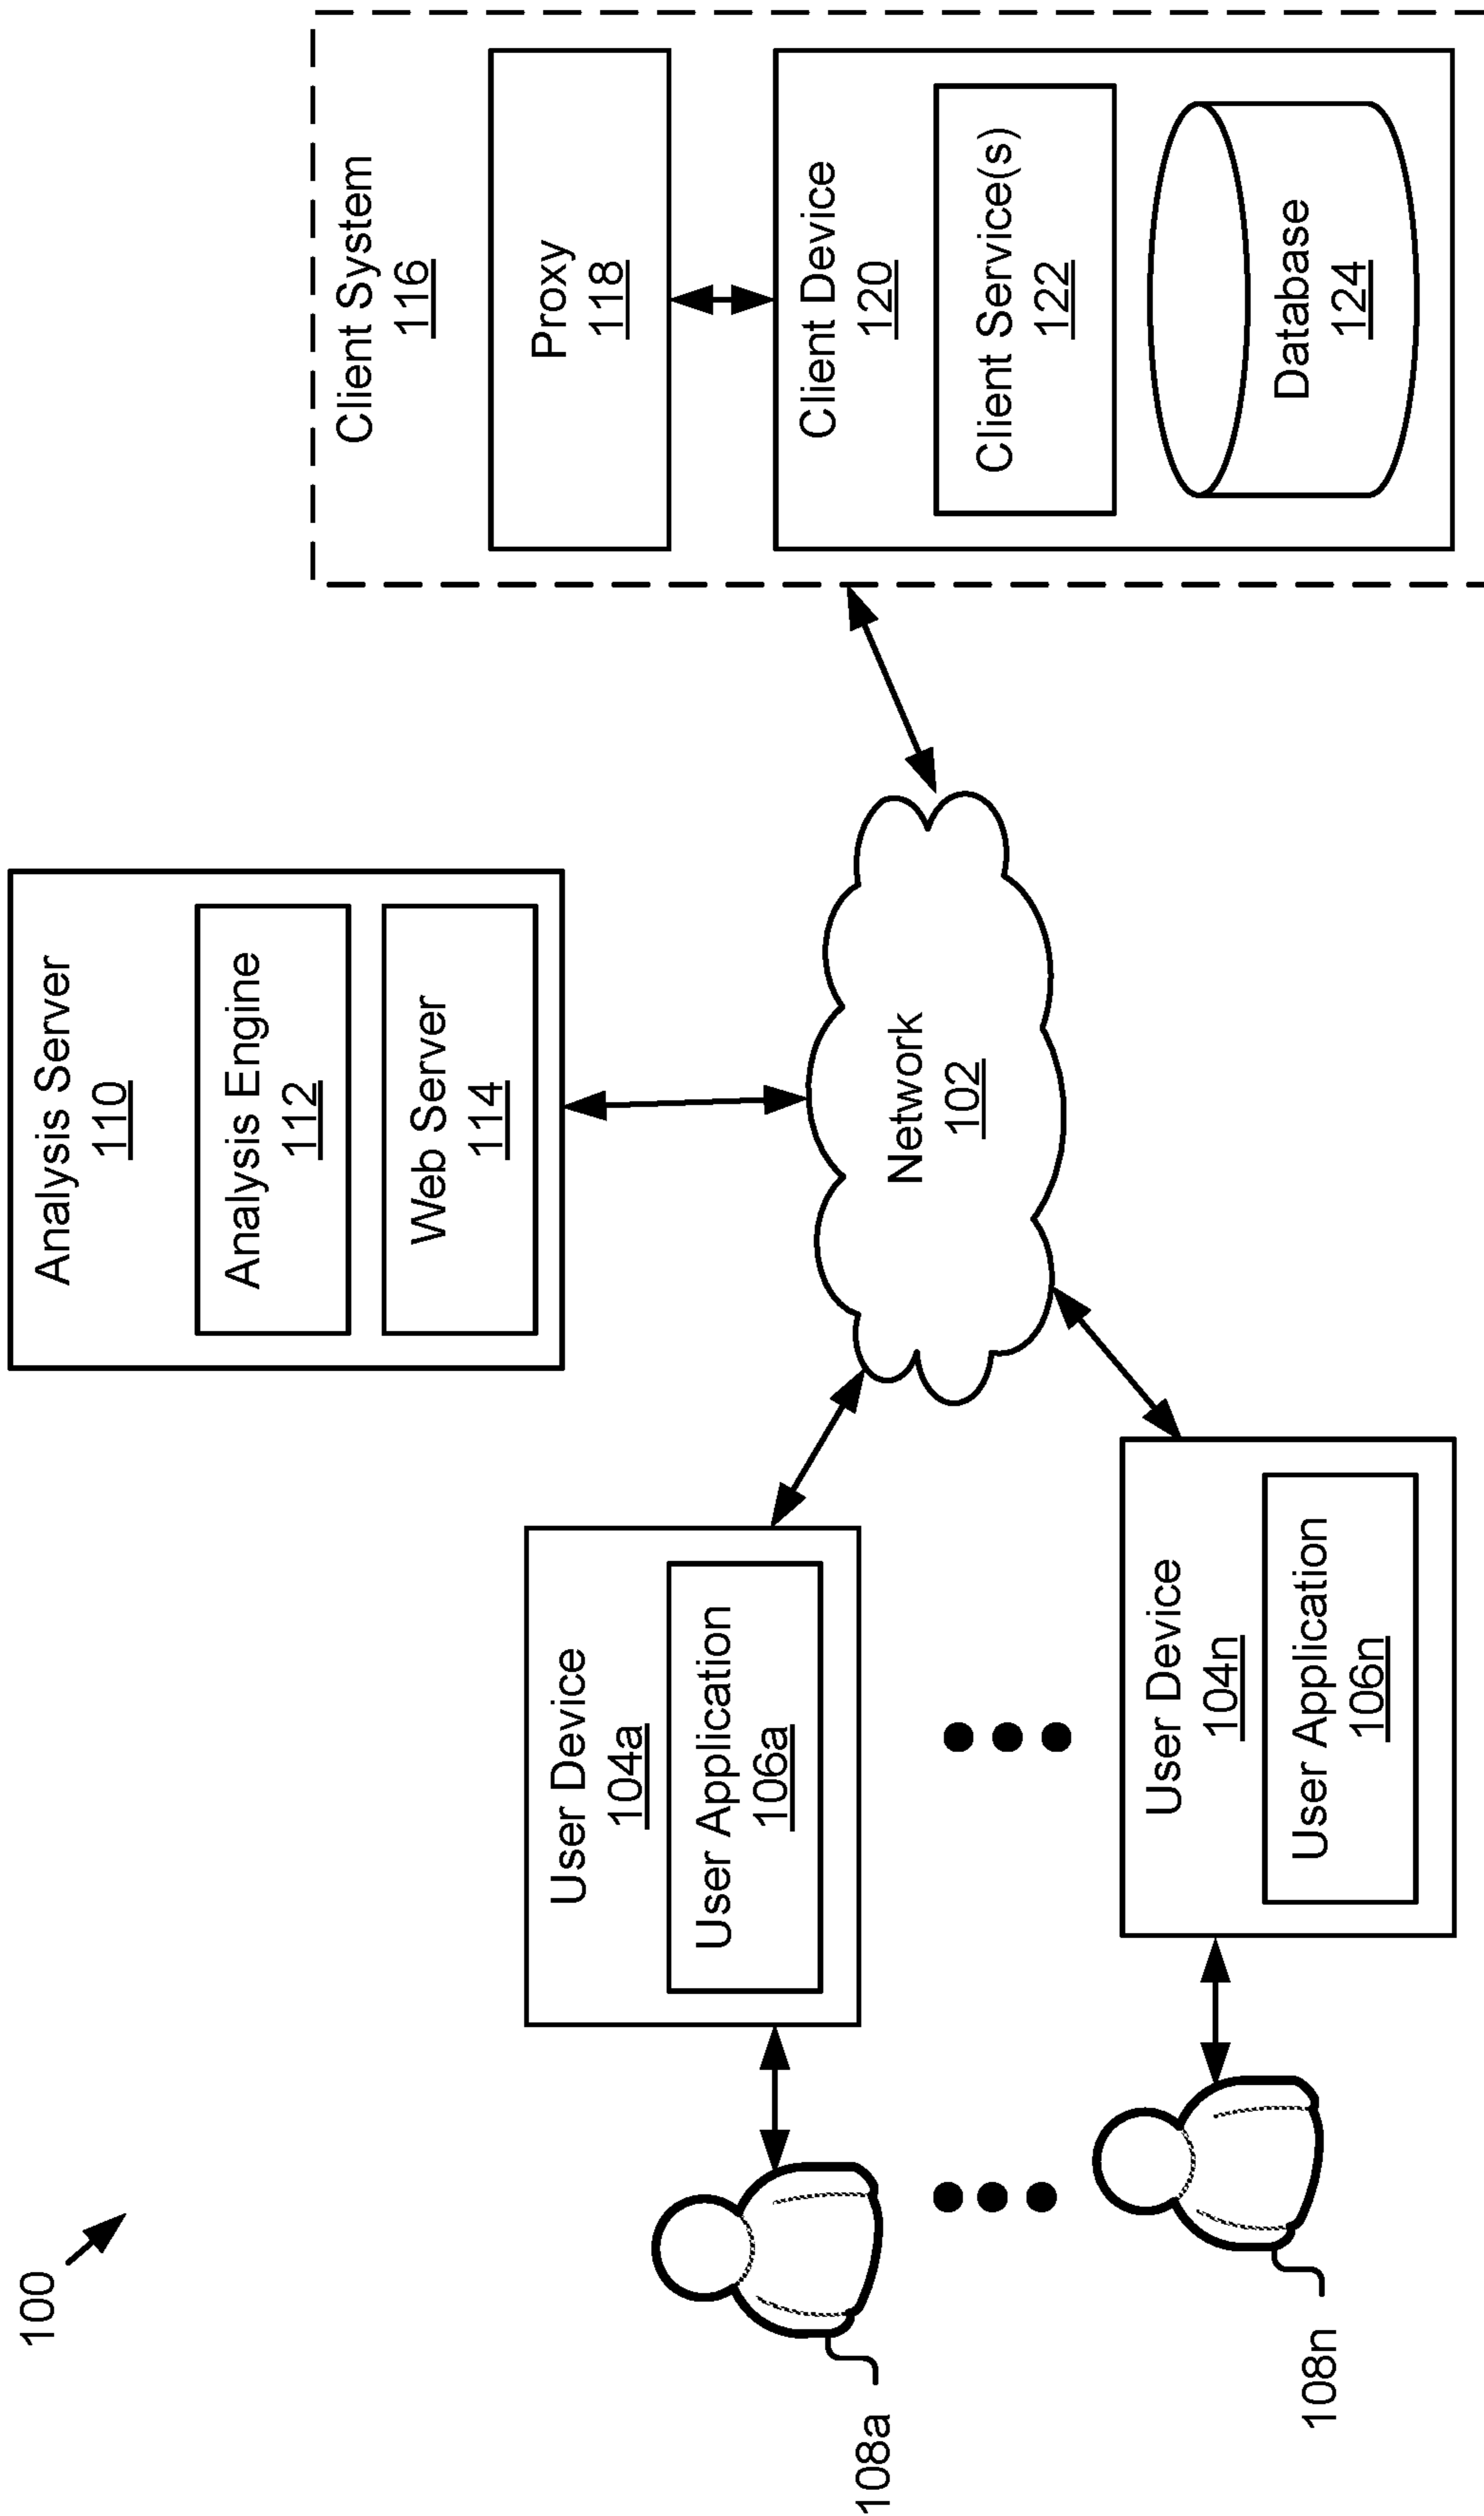 100
Analysis Server
110
Analysis Engine
112
Web Server
114
Client System
116
Proxy
118
Client Device
120
Client Service(s)
122
Database
124
Network
102
User Device
104a
User Application
106a
108a
User Device
104n
User Application
106n
108n